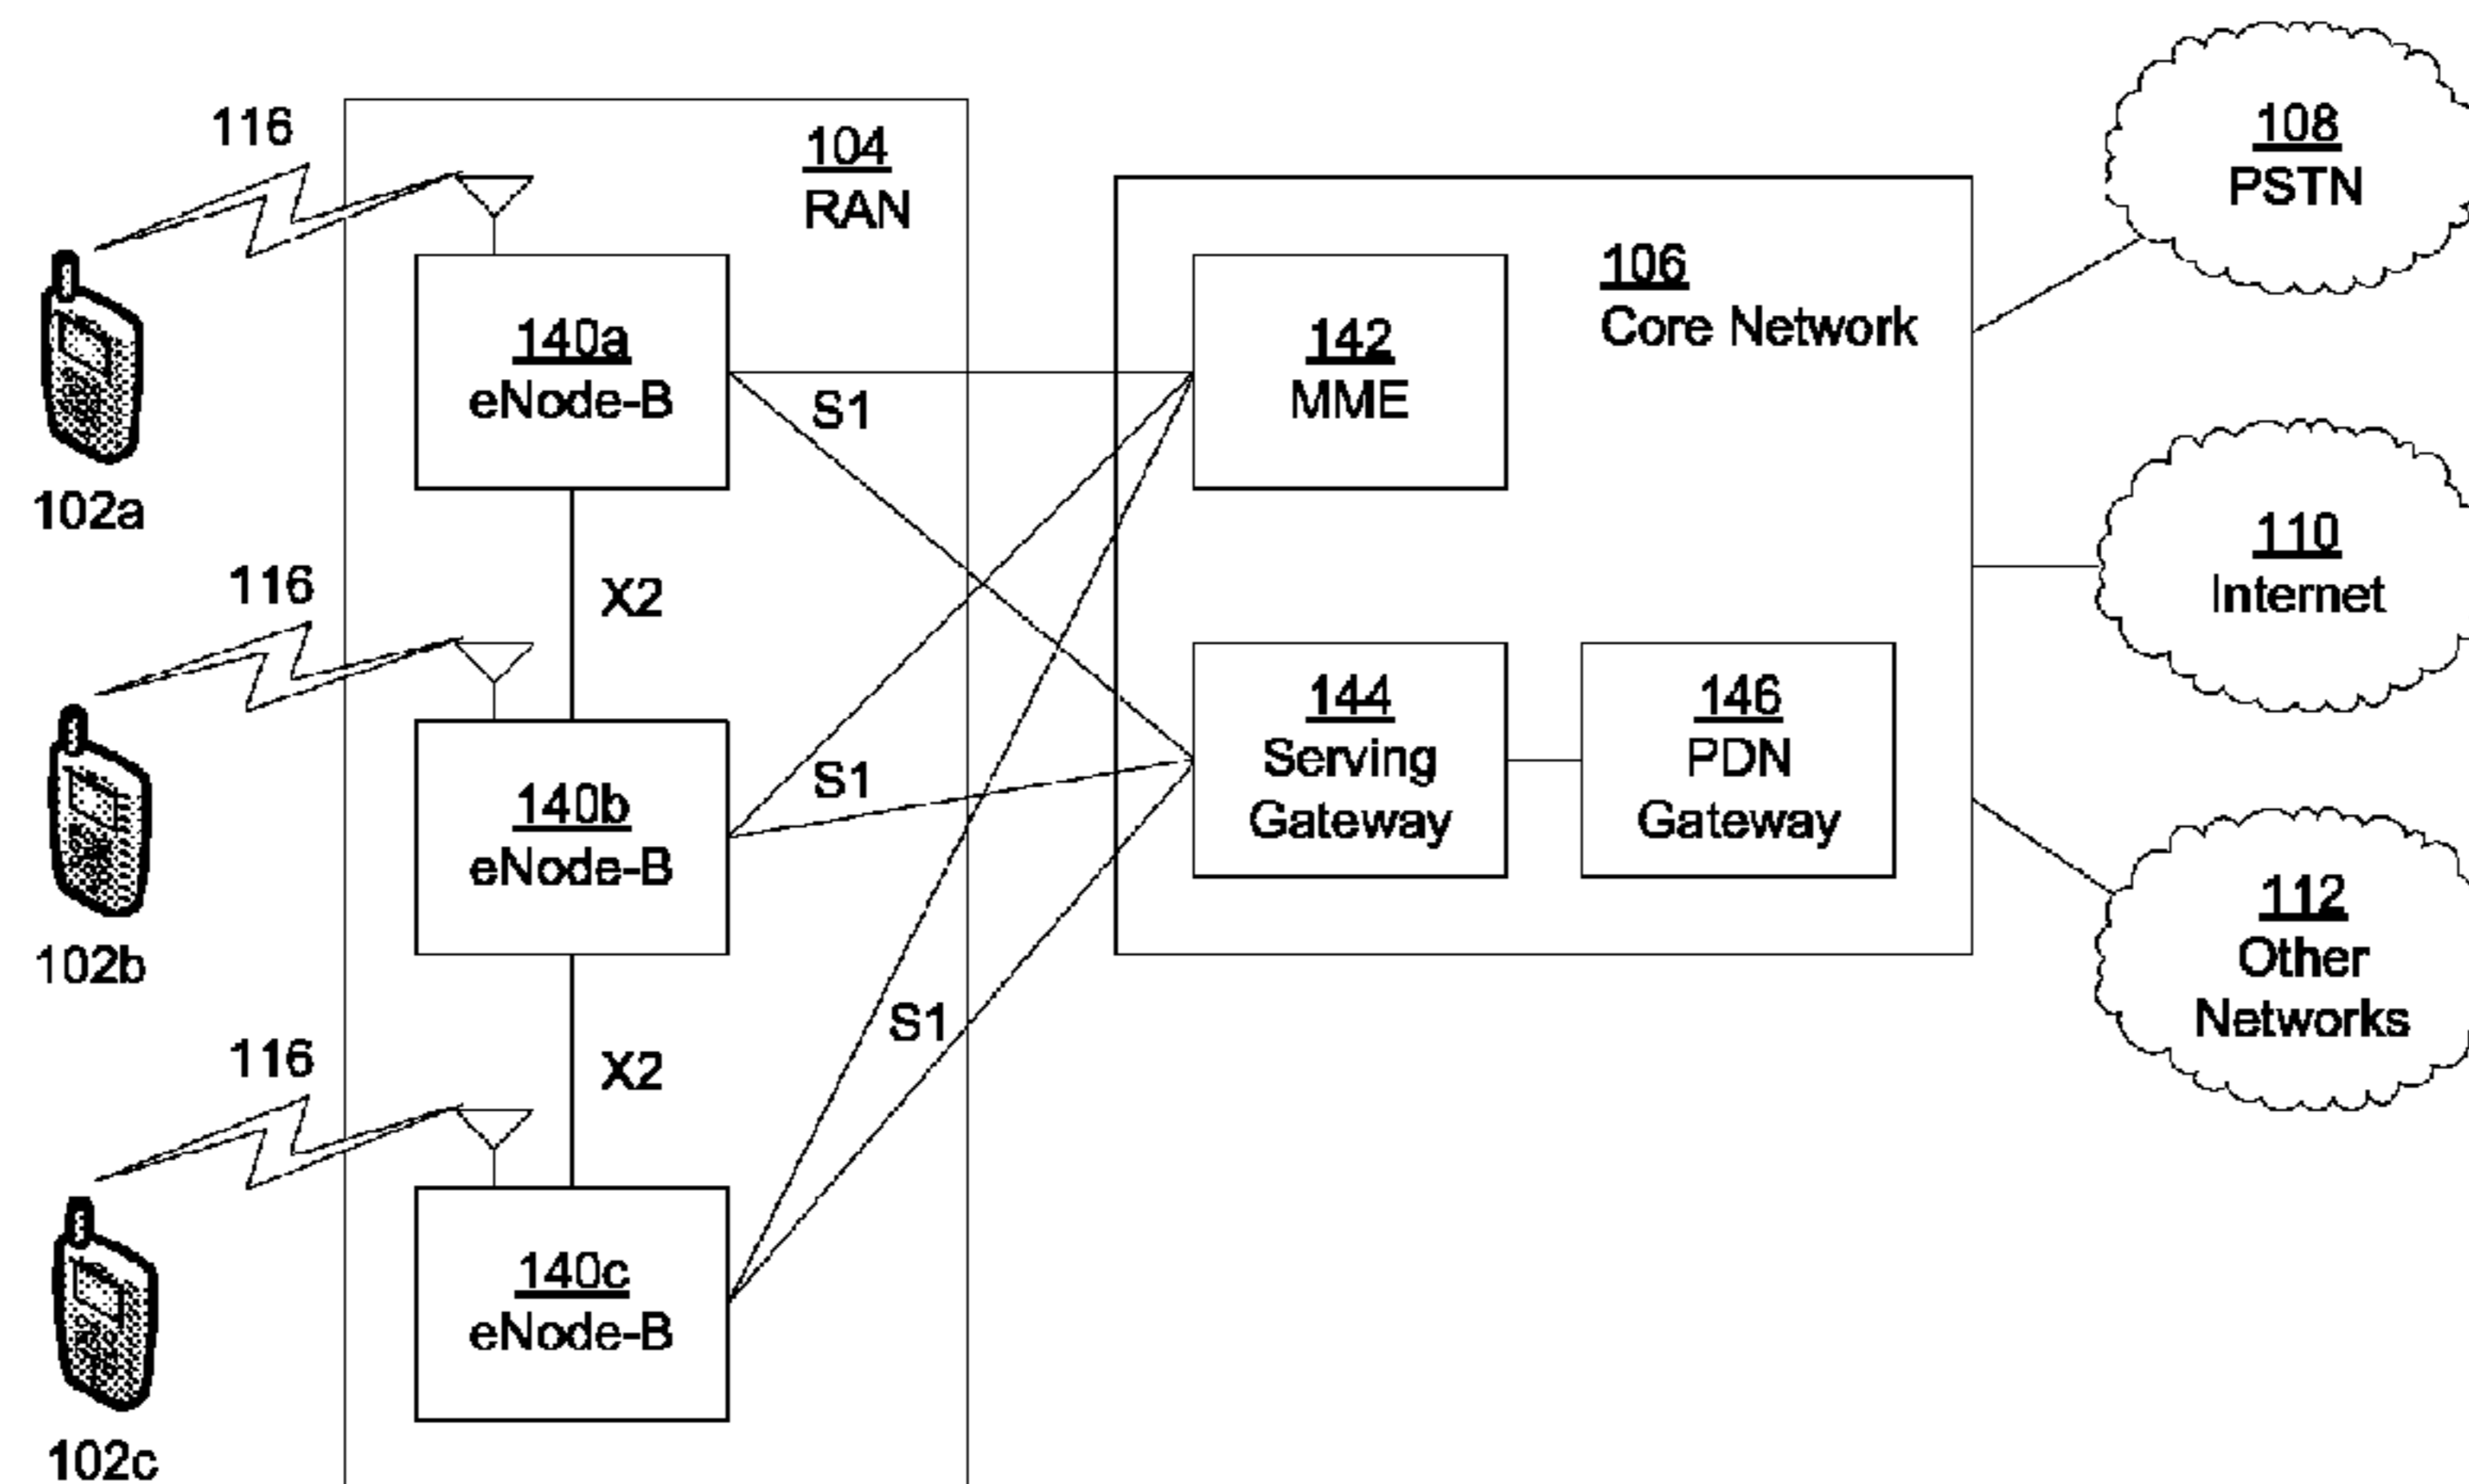 116
104
RAN
140a
eNode-B
S1
102a
X2
106
Core Network
142
MME
108
PSTN
110
Internet
116
140b
eNode-B
S1
102b
X2
144
Serving
Gateway
146
PDN
Gateway
112
Other
Networks
116
S1
140c
eNode-B
102c